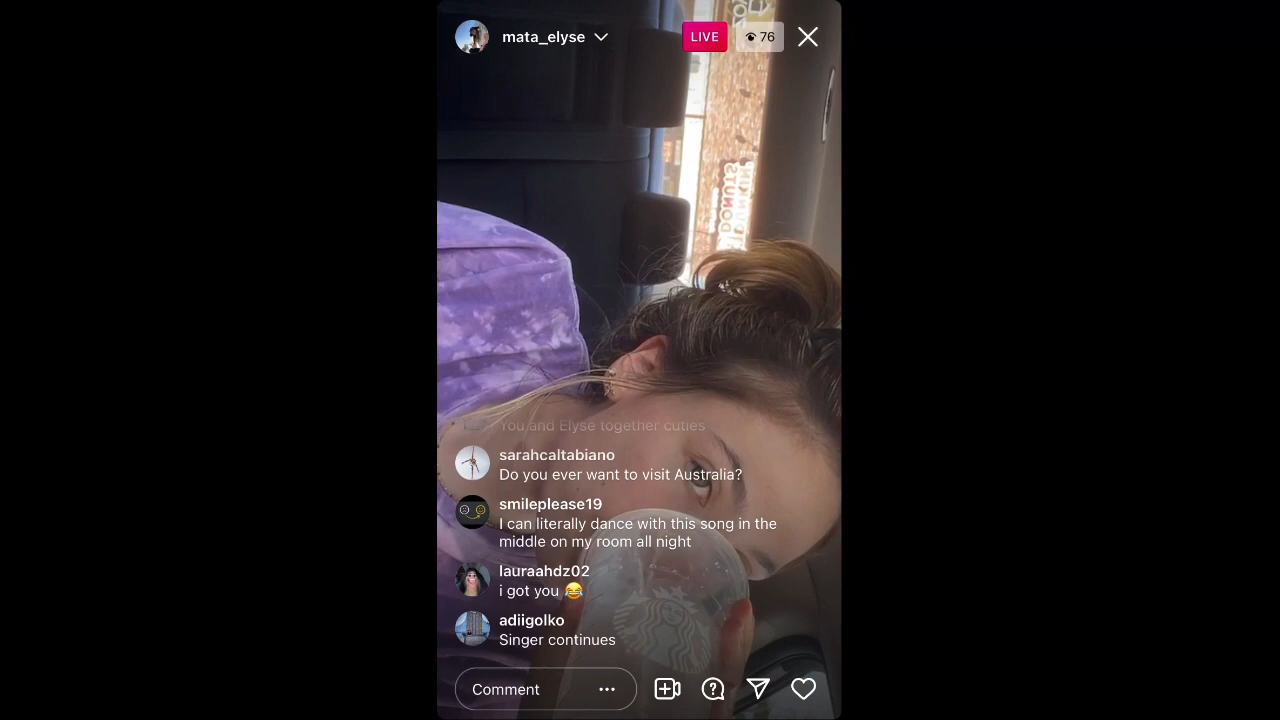 mata_elyse
LIVE
76
DUNKIN'
DONUTS
You and Elyse together cuties
sarahcaltabiano
Do you ever want to visit Australia?
smileplease19
I can literally dance with this song in the
middle on my room all night
lauraahdz02
i got you 😂
adiigolko
Singer continues
Comment